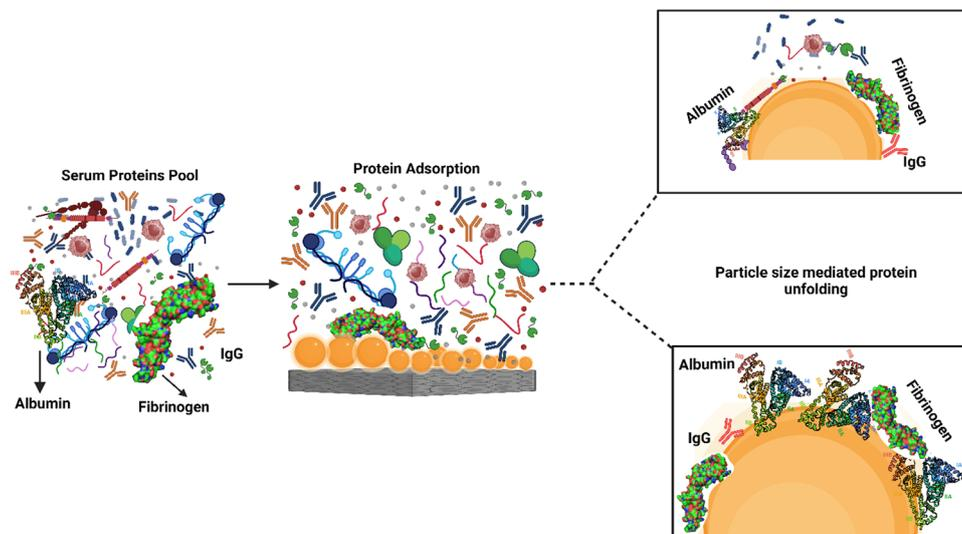 Serum Proteins Pool
Albumin
Fibrinogen
IgG
Protein Adsorption
Albumin
Fibrinogen
IgG
Particle size mediated protein
unfolding
Albumin
IgG
Fibrinogen